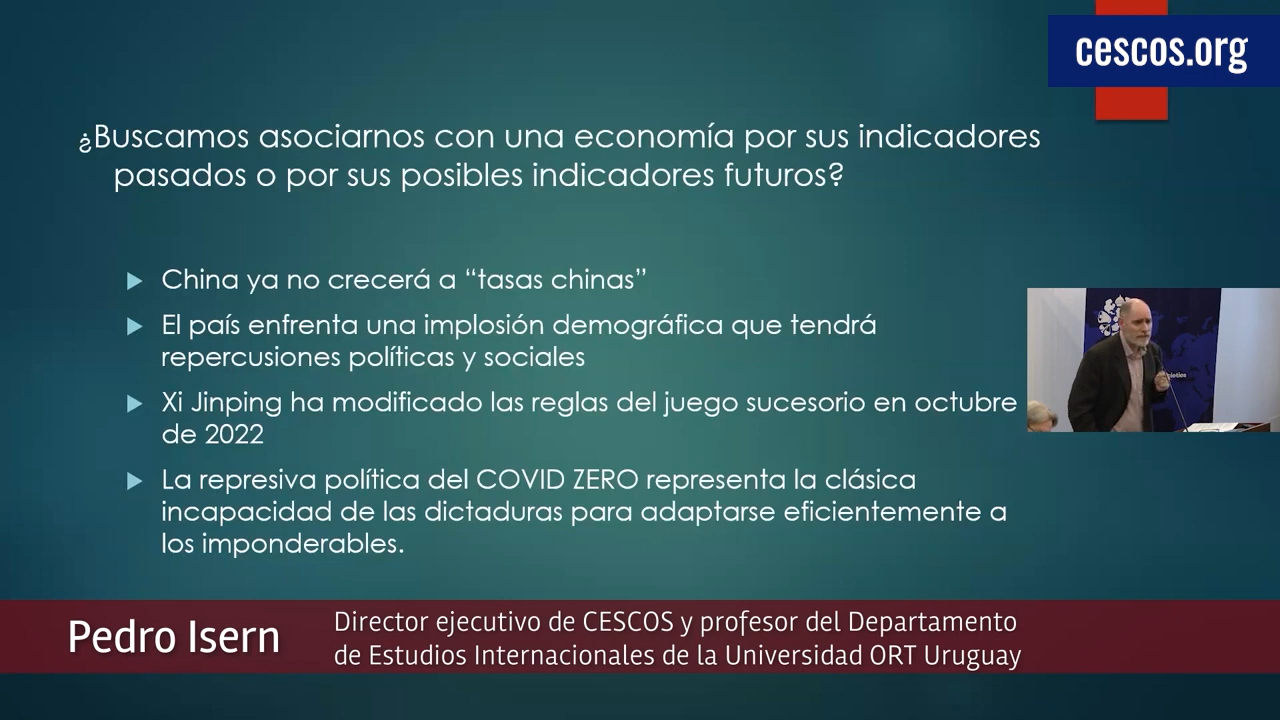 cescos.org
¿Buscamos asociarnos con una economía por sus indicadores
pasados o por sus posibles indicadores futuros?
China ya no crecerá a “tasas chinas”
El país enfrenta una implosión demográfica que tendrá
repercusiones políticas y sociales
Xi Jinping ha modificado las reglas del juego sucesorio en octubre
de 2022
La represiva política del COVID ZERO representa la clásica
incapacidad de las dictaduras para adaptarse eficientemente a
los imponderables.
Pedro Isern
Director ejecutivo de CESCOS y profesor del Departamento
de Estudios Internacionales de la Universidad ORT Uruguay